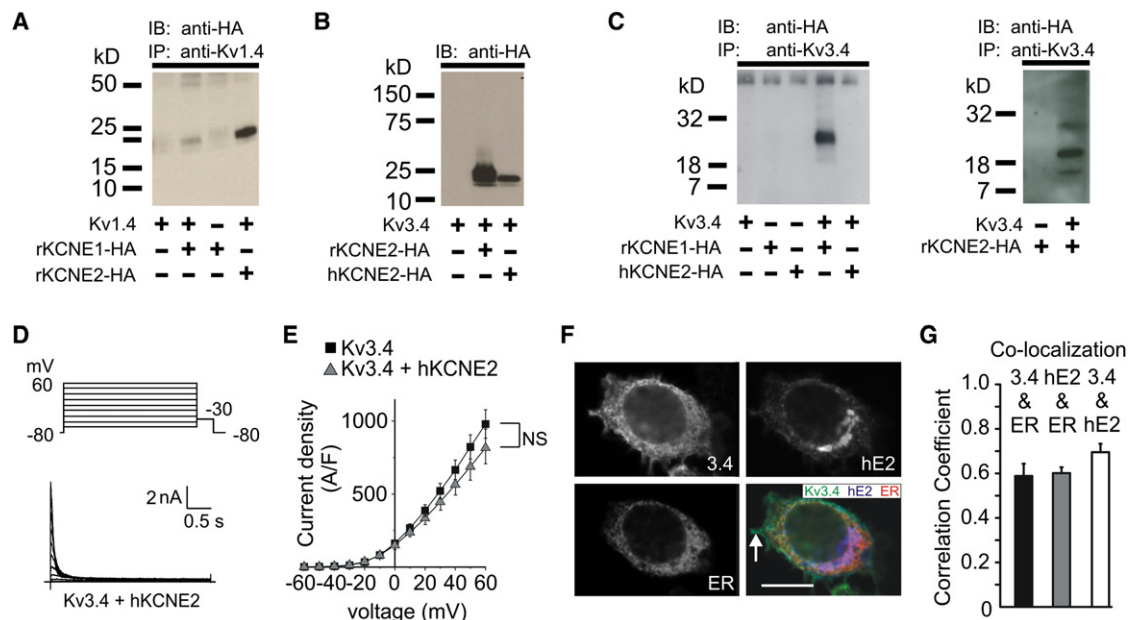 A
IB: anti-HA
IP: anti-Kv1.4
kD
50
25
15
10
Kv1.4 + + - +
rKCNE1-HA - + + -
rKCNE2-HA - - - +
B
IB: anti-HA
kD
150
75
25
10
Kv3.4 + + +
rKCNE2-HA - + -
hKCNE2-HA - - +
C
IB: anti-HA
IP: anti-Kv3.4
kD
32
18
7
Kv3.4 + - - + +
rKCNE1-HA - + - + -
hKCNE2-HA - - + - +
IB: anti-HA
IP: anti-Kv3.4
kD
32
18
7
Kv3.4 - +
rKCNE2-HA + +
D
mV
60
-30
-80
-80
2 nA
0.5 s
Kv3.4 + hKCNE2
E
Kv3.4
Kv3.4 + hKCNE2
Current density
(A/F)
1000
500
NS
-60 -40 -20 0 20 40 60
voltage (mV)
F
3.4
hE2
ER
Kv3.4 hE2 ER
G
Co-localization
3.4 hE2 3.4
& & &
ER ER hE2
Correlation Coefficient
1.0
0.8
0.6
0.4
0.2
0